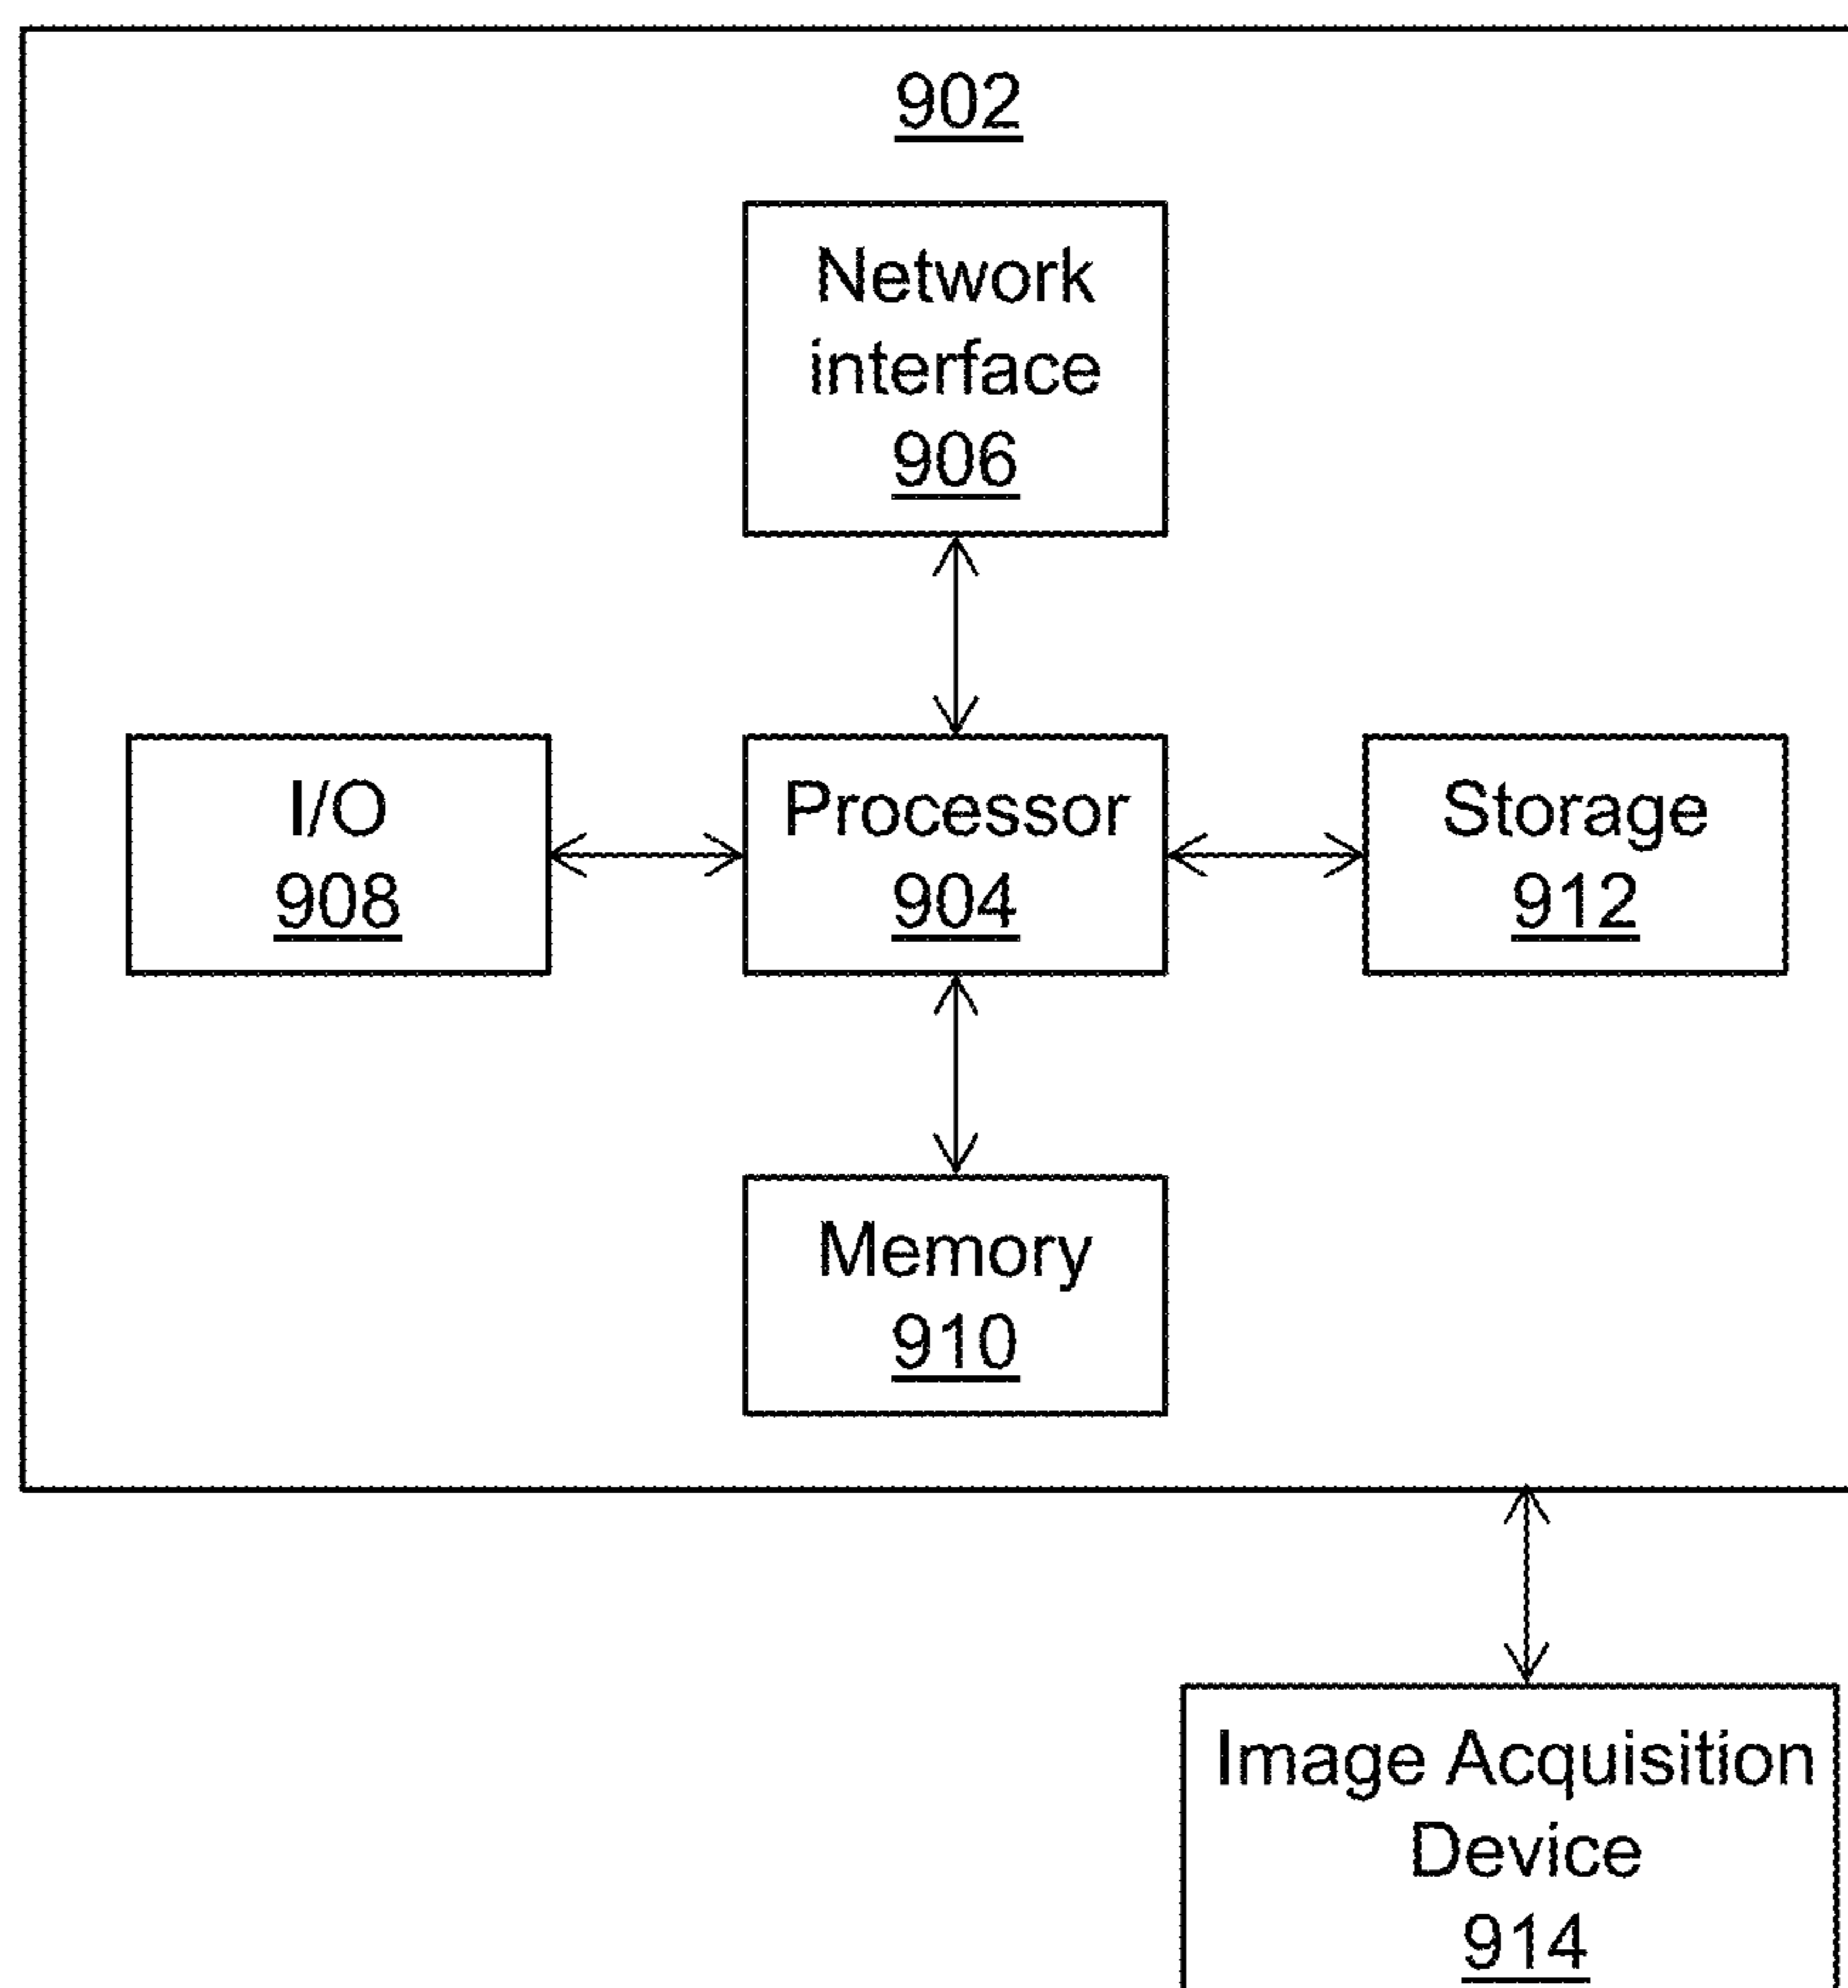 902
Network
interface
906
I/O
908
Processor
904
Storage
912
Memory
910
Image Acquisition
Device
914